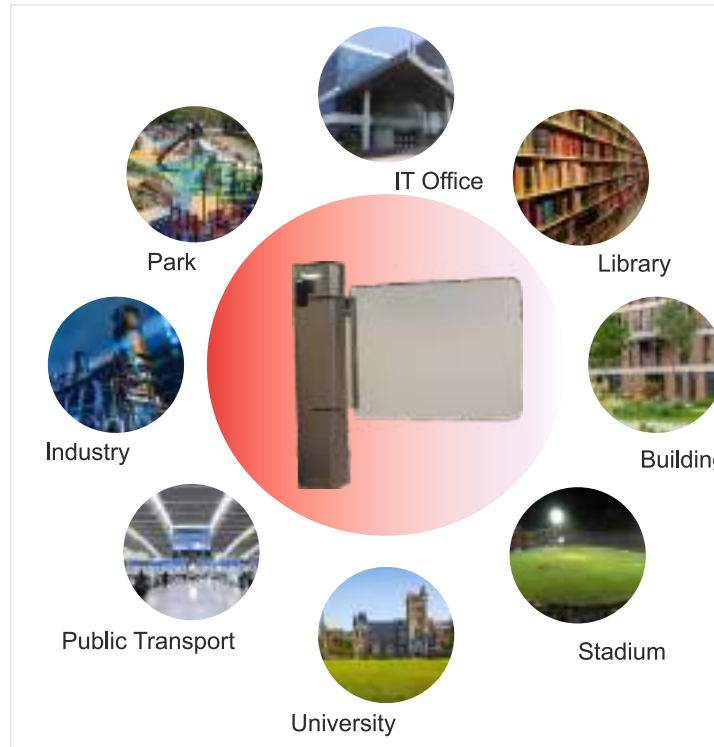 IT Office
Library
Park
Industry
Building
Public Transport
Stadium
University